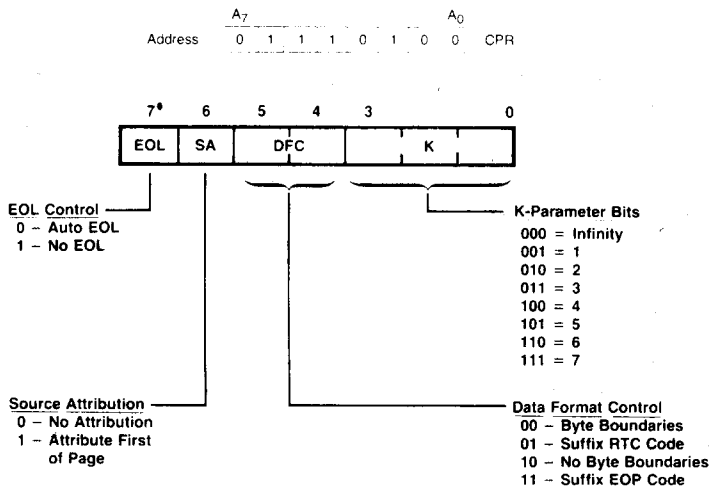 A7 A0
Address 0 1 1 1 0 1 0 0 CPR
7* 6 5 4 3 0
EOL SA DFC K
EOL Control
0 – Auto EOL
1 – No EOL
K-Parameter Bits
000 = Infinity
001 = 1
010 = 2
011 = 3
100 = 4
101 = 5
110 = 6
111 = 7
Source Attribution
0 – No Attribution
1 – Attribute First
of Page
Data Format Control
00 – Byte Boundaries
01 – Suffix RTC Code
10 – No Byte Boundaries
11 – Suffix EOP Code